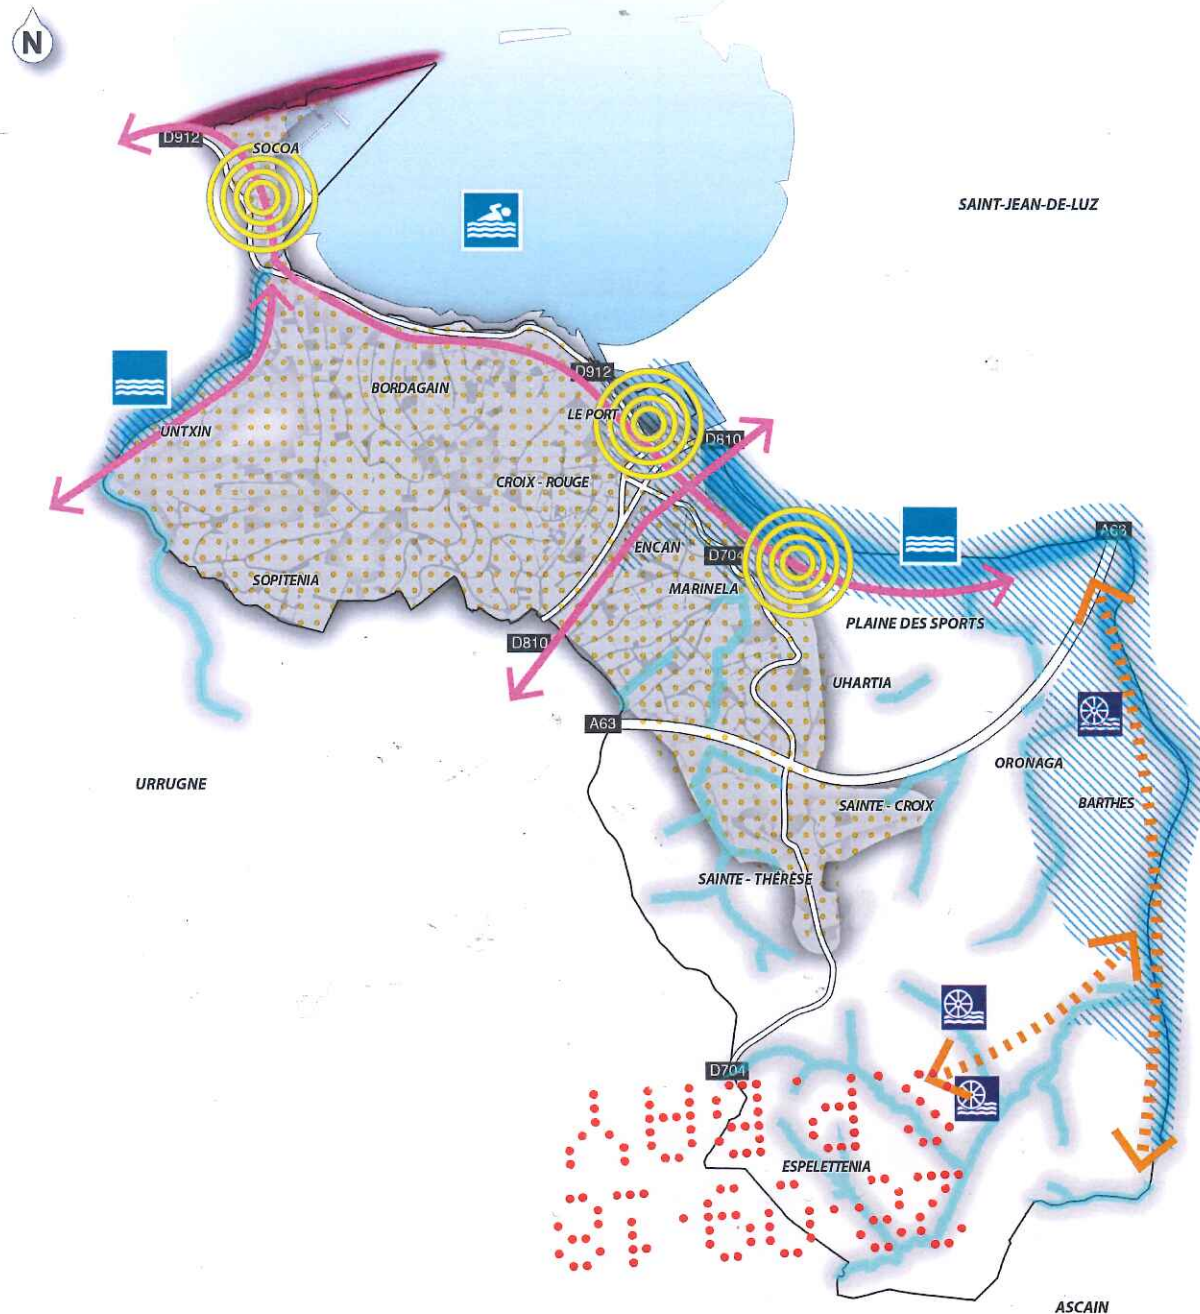 N
D912
SOCOA
SAINT-JEAN-DE-LUZ
D912
BORDAGAIN
LE PORT
UNTXIN
D810
CROIX - ROUGE
A63
ENCAN
D704
SOPITENIA
MARINELA
PLAINE DES SPORTS
D810
UHARTIA
A63
ORONAGA
URRUGNE
SAINTE - CROIX
BARTHES
SAINTE - THÉRÈSE
D704
ESPELETTENIA
ASCAIN